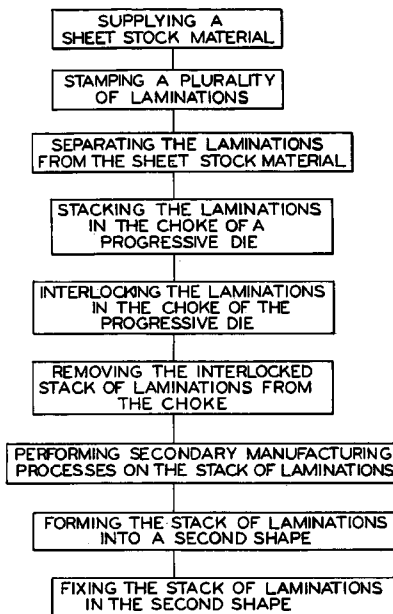 SUPPLYING A
SHEET STOCK MATERIAL
STAMPING A PLURALITY
OF LAMINATIONS
SEPARATING THE LAMINATIONS
FROM THE SHEET STOCK MATERIAL
STACKING THE LAMINATIONS
IN THE CHOKE OF A
PROGRESSIVE DIE
INTERLOCKING THE LAMINATIONS
IN THE CHOKE OF THE
PROGRESSIVE DIE
REMOVING THE INTERLOCKED
STACK OF LAMINATIONS FROM
THE CHOKE
PERFORMING SECONDARY MANUFACTURING
PROCESSES ON THE STACK OF LAMINATIONS
FORMING THE STACK OF LAMINATIONS
INTO A SECOND SHAPE
FIXING THE STACK OF LAMINATIONS
IN THE SECOND SHAPE